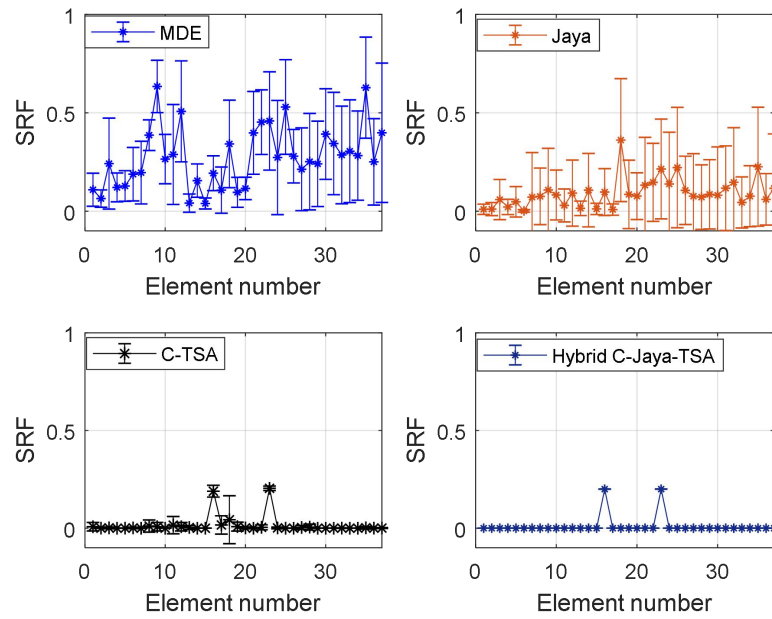 MDE
1
0.5
0
SRF
0 10 20 30
Element number
Jaya
1
0.5
0
SRF
0 10 20 30
Element number
C-TSA
1
0.5
0
SRF
0 10 20 30
Element number
Hybrid C-Jaya-TSA
1
0.5
0
SRF
0 10 20 30
Element number